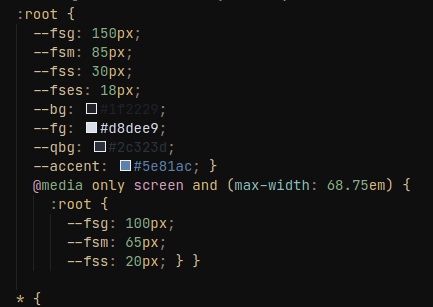 :root {
--fsg: 150px;
--fsm: 85px;
--fss: 30px;
--fses: 18px;
--bg: #1f2229;
--fg: #d8dee9;
--qbg: #2c323d;
--accent: #5e81ac; }
@media only screen and (max-width: 68.75em) {
:root {
--fsg: 100px;
--fsm: 65px;
--fss: 20px; } }
* {